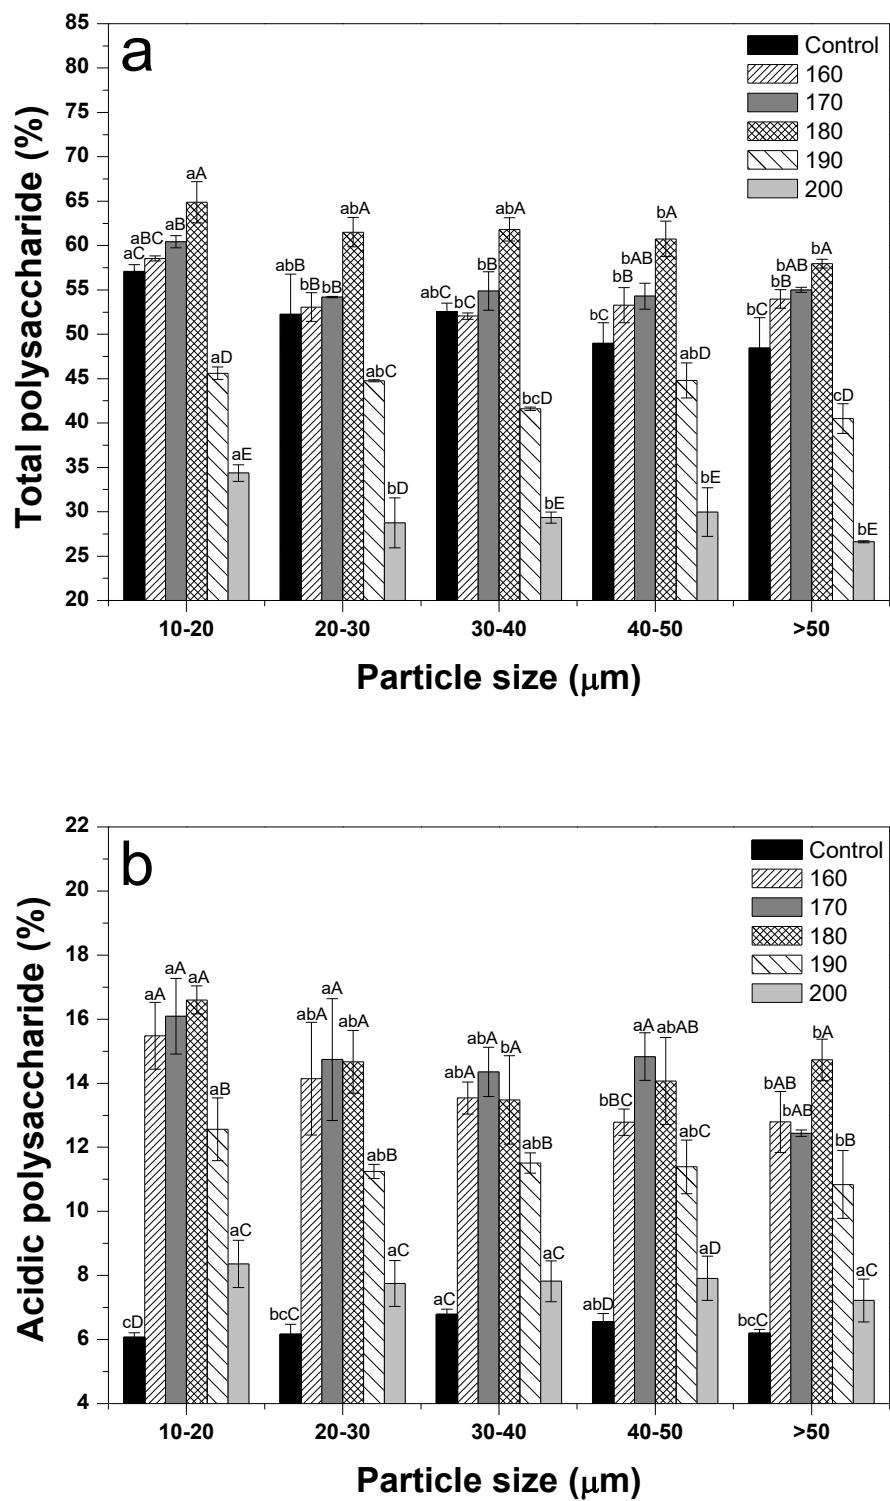 a
Total polysaccharide (%)
85
80
75
70
65
60
55
50
45
40
35
30
25
20
Control
160
170
180
190
200
aC
aBC
aB
aA
aD
aE
abB
bB
bB
abA
abC
bD
abC
bC
bB
abA
bcD
bE
bC
bB
bAB
bA
abD
bE
bC
bB
bAB
bA
cD
bE
10-20
20-30
30-40
40-50
>50
Particle size (μm)
b
Acidic polysaccharide (%)
22
20
18
16
14
12
10
8
6
4
Control
160
170
180
190
200
cD
aA
aA
aA
aB
aC
bcC
abA
aA
abA
abB
aC
aC
abA
abA
bA
abB
aC
abD
bBC
aA
abAB
abC
aD
bcC
bAB
bAB
bA
bB
aC
10-20
20-30
30-40
40-50
>50
Particle size (μm)